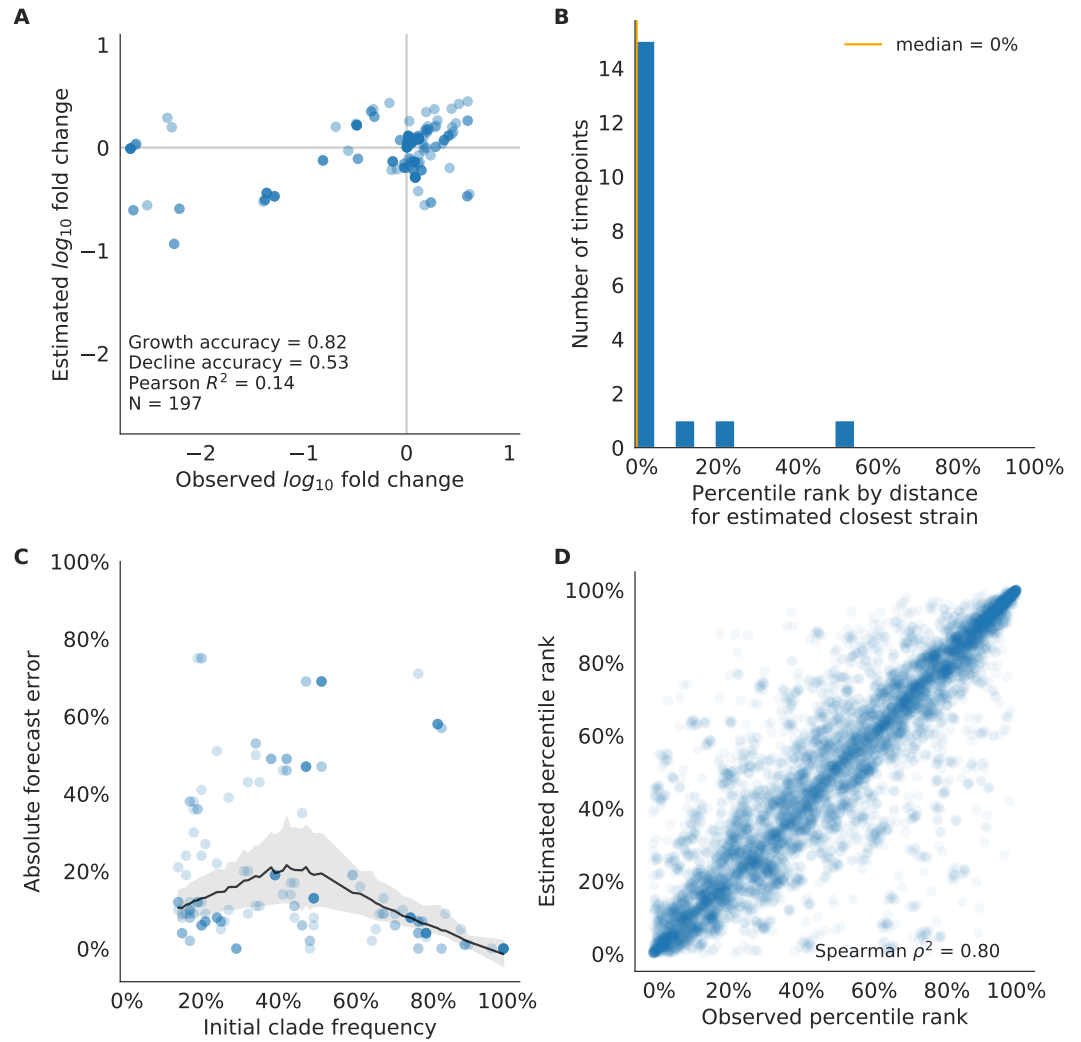 A
1
0
−1
−2
Estimated log10 fold change
Growth accuracy = 0.82
Decline accuracy = 0.53
Pearson R² = 0.14
N = 197
−2
−1
0
1
Observed log10 fold change
B
median = 0%
14
12
10
8
6
4
2
0
Number of timepoints
0%
20%
40%
60%
80%
100%
Percentile rank by distance
for estimated closest strain
C
100%
80%
60%
40%
20%
0%
Absolute forecast error
0%
20%
40%
60%
80%
100%
Initial clade frequency
D
100%
80%
60%
40%
20%
0%
Estimated percentile rank
Spearman ρ² = 0.80
0%
20%
40%
60%
80%
100%
Observed percentile rank